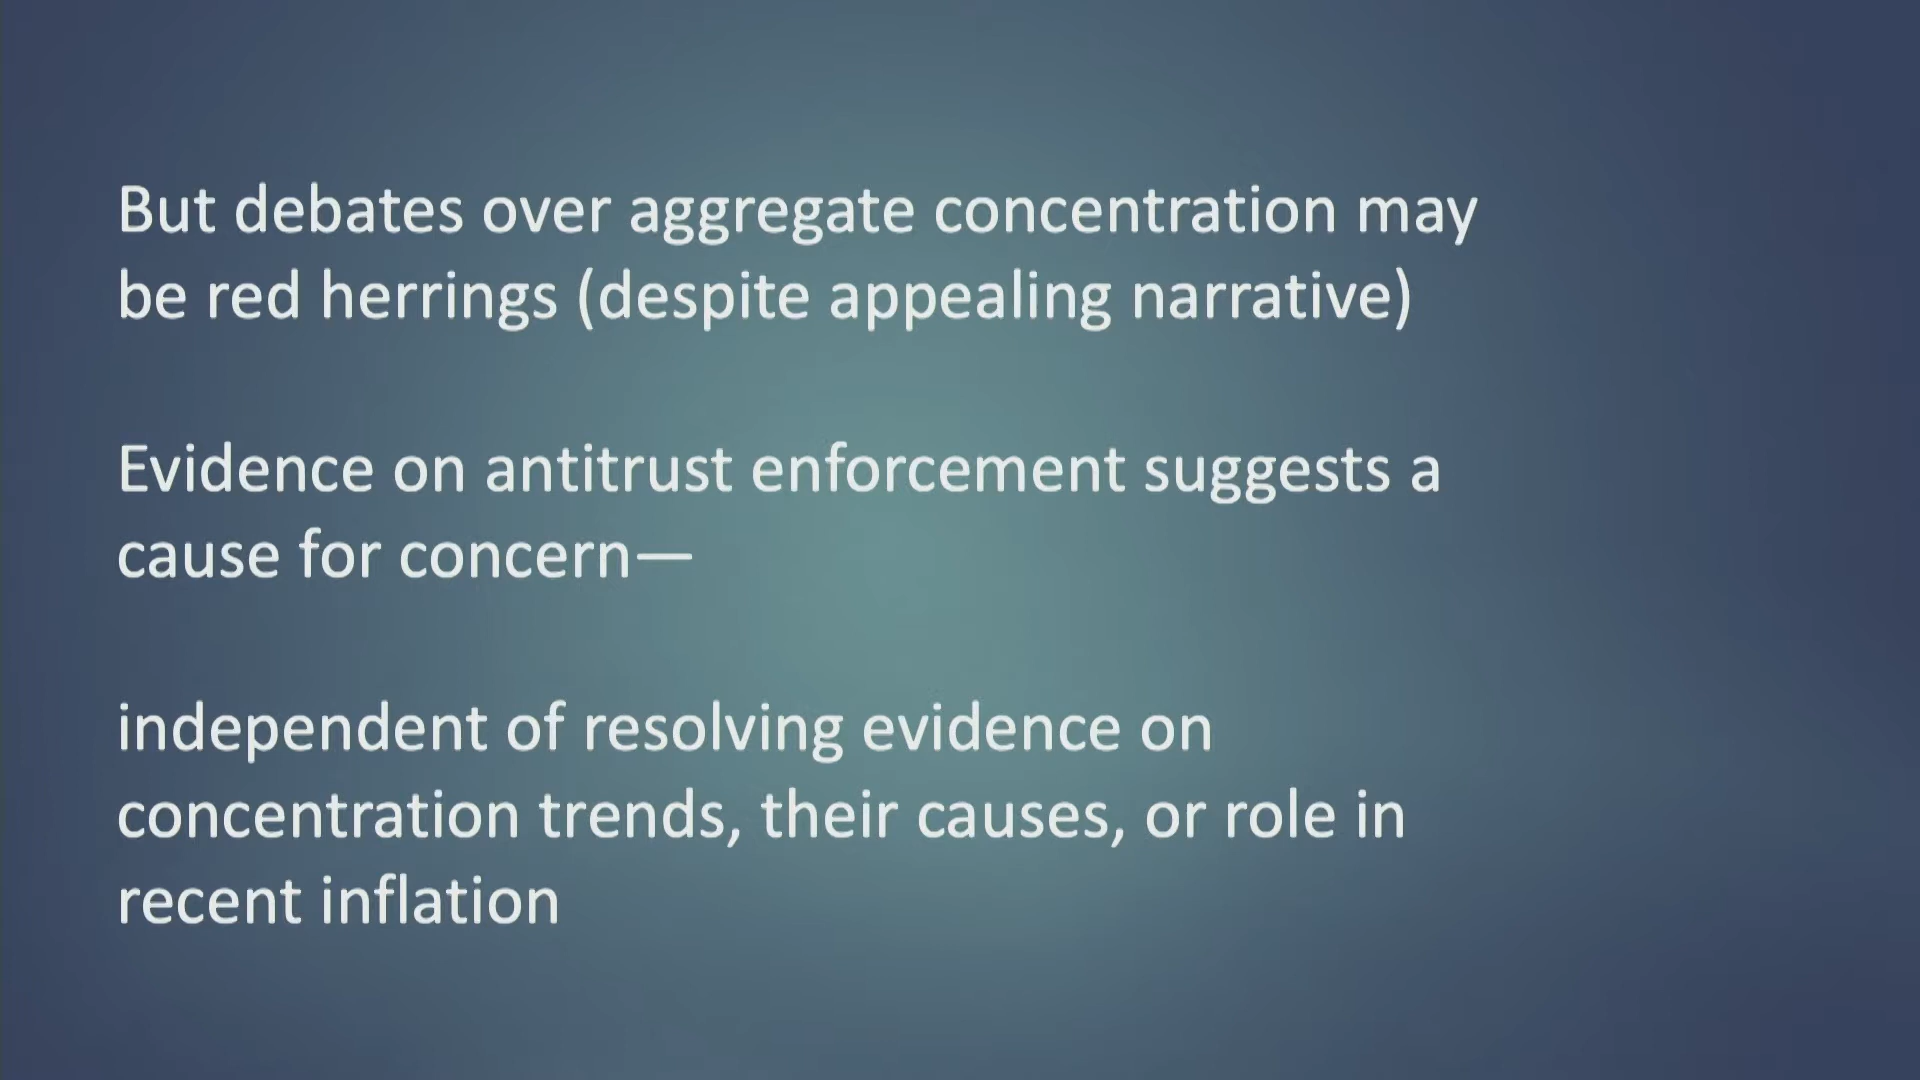 But debates over aggregate concentration may
be red herrings (despite appealing narrative)
Evidence on antitrust enforcement suggests a
cause for concern—
independent of resolving evidence on
concentration trends, their causes, or role in
recent inflation